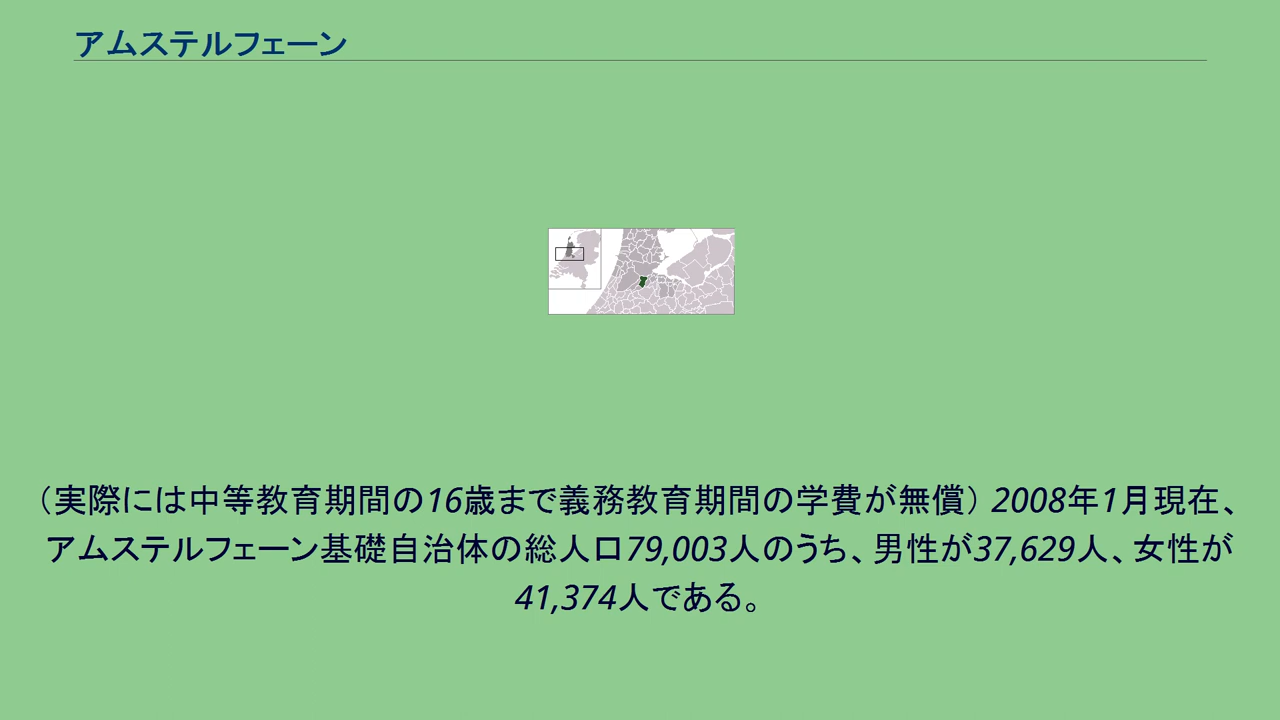 アムステルフェーン
（実際には中等教育期間の16歳まで義務教育期間の学費が無償） 2008年1月現在、
アムステルフェーン基礎自治体の総人口79,003人のうち、男性が37,629人、女性が
41,374人である。